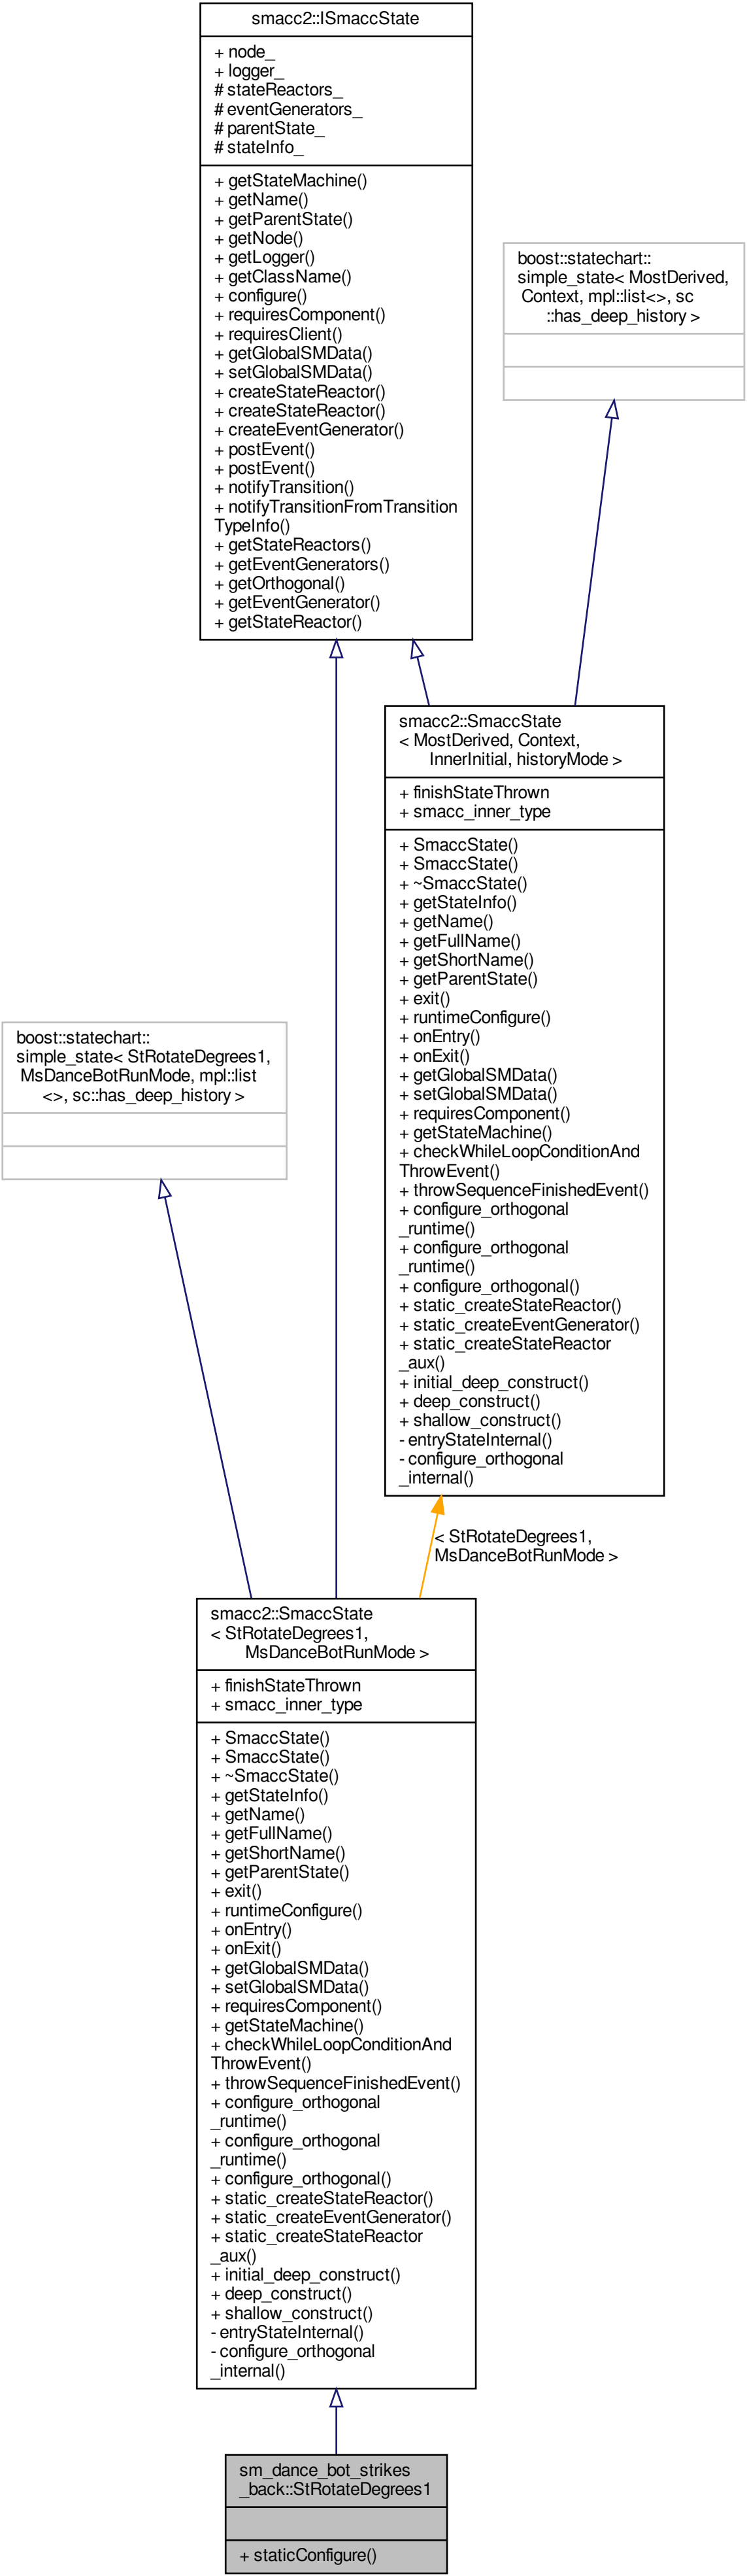 smacc2::ISmaccState
+ node_
+ logger_
# stateReactors_
# eventGenerators_
# parentState_
# stateInfo_
+ getStateMachine()
+ getName()
+ getParentState()
+ getNode()
+ getLogger()
+ getClassName()
+ configure()
+ requiresComponent()
+ requiresClient()
+ getGlobalSMData()
+ setGlobalSMData()
+ createStateReactor()
+ createStateReactor()
+ createEventGenerator()
+ postEvent()
+ postEvent()
+ notifyTransition()
+ notifyTransitionFromTransition
TypeInfo()
+ getStateReactors()
+ getEventGenerators()
+ getOrthogonal()
+ getEventGenerator()
+ getStateReactor()
boost::statechart::
simple_state< MostDerived,
Context, mpl::list<>, sc
::has_deep_history >
smacc2::SmaccState
< MostDerived, Context,
InnerInitial, historyMode >
+ finishStateThrown
+ smacc_inner_type
+ SmaccState()
+ SmaccState()
+ ~SmaccState()
+ getStateInfo()
+ getName()
+ getFullName()
+ getShortName()
+ getParentState()
+ exit()
+ runtimeConfigure()
+ onEntry()
+ onExit()
+ getGlobalSMData()
+ setGlobalSMData()
+ requiresComponent()
+ getStateMachine()
+ checkWhileLoopConditionAnd
ThrowEvent()
+ throwSequenceFinishedEvent()
+ configure_orthogonal
_runtime()
+ configure_orthogonal
_runtime()
+ configure_orthogonal()
+ static_createStateReactor()
+ static_createEventGenerator()
+ static_createStateReactor
_aux()
+ initial_deep_construct()
+ deep_construct()
+ shallow_construct()
- entryStateInternal()
- configure_orthogonal
_internal()
boost::statechart::
simple_state< StRotateDegrees1,
MsDanceBotRunMode, mpl::list
<>, sc::has_deep_history >
< StRotateDegrees1,
MsDanceBotRunMode >
smacc2::SmaccState
< StRotateDegrees1,
MsDanceBotRunMode >
+ finishStateThrown
+ smacc_inner_type
+ SmaccState()
+ SmaccState()
+ ~SmaccState()
+ getStateInfo()
+ getName()
+ getFullName()
+ getShortName()
+ getParentState()
+ exit()
+ runtimeConfigure()
+ onEntry()
+ onExit()
+ getGlobalSMData()
+ setGlobalSMData()
+ requiresComponent()
+ getStateMachine()
+ checkWhileLoopConditionAnd
ThrowEvent()
+ throwSequenceFinishedEvent()
+ configure_orthogonal
_runtime()
+ configure_orthogonal
_runtime()
+ configure_orthogonal()
+ static_createStateReactor()
+ static_createEventGenerator()
+ static_createStateReactor
_aux()
+ initial_deep_construct()
+ deep_construct()
+ shallow_construct()
- entryStateInternal()
- configure_orthogonal
_internal()
sm_dance_bot_strikes
_back::StRotateDegrees1
+ staticConfigure()